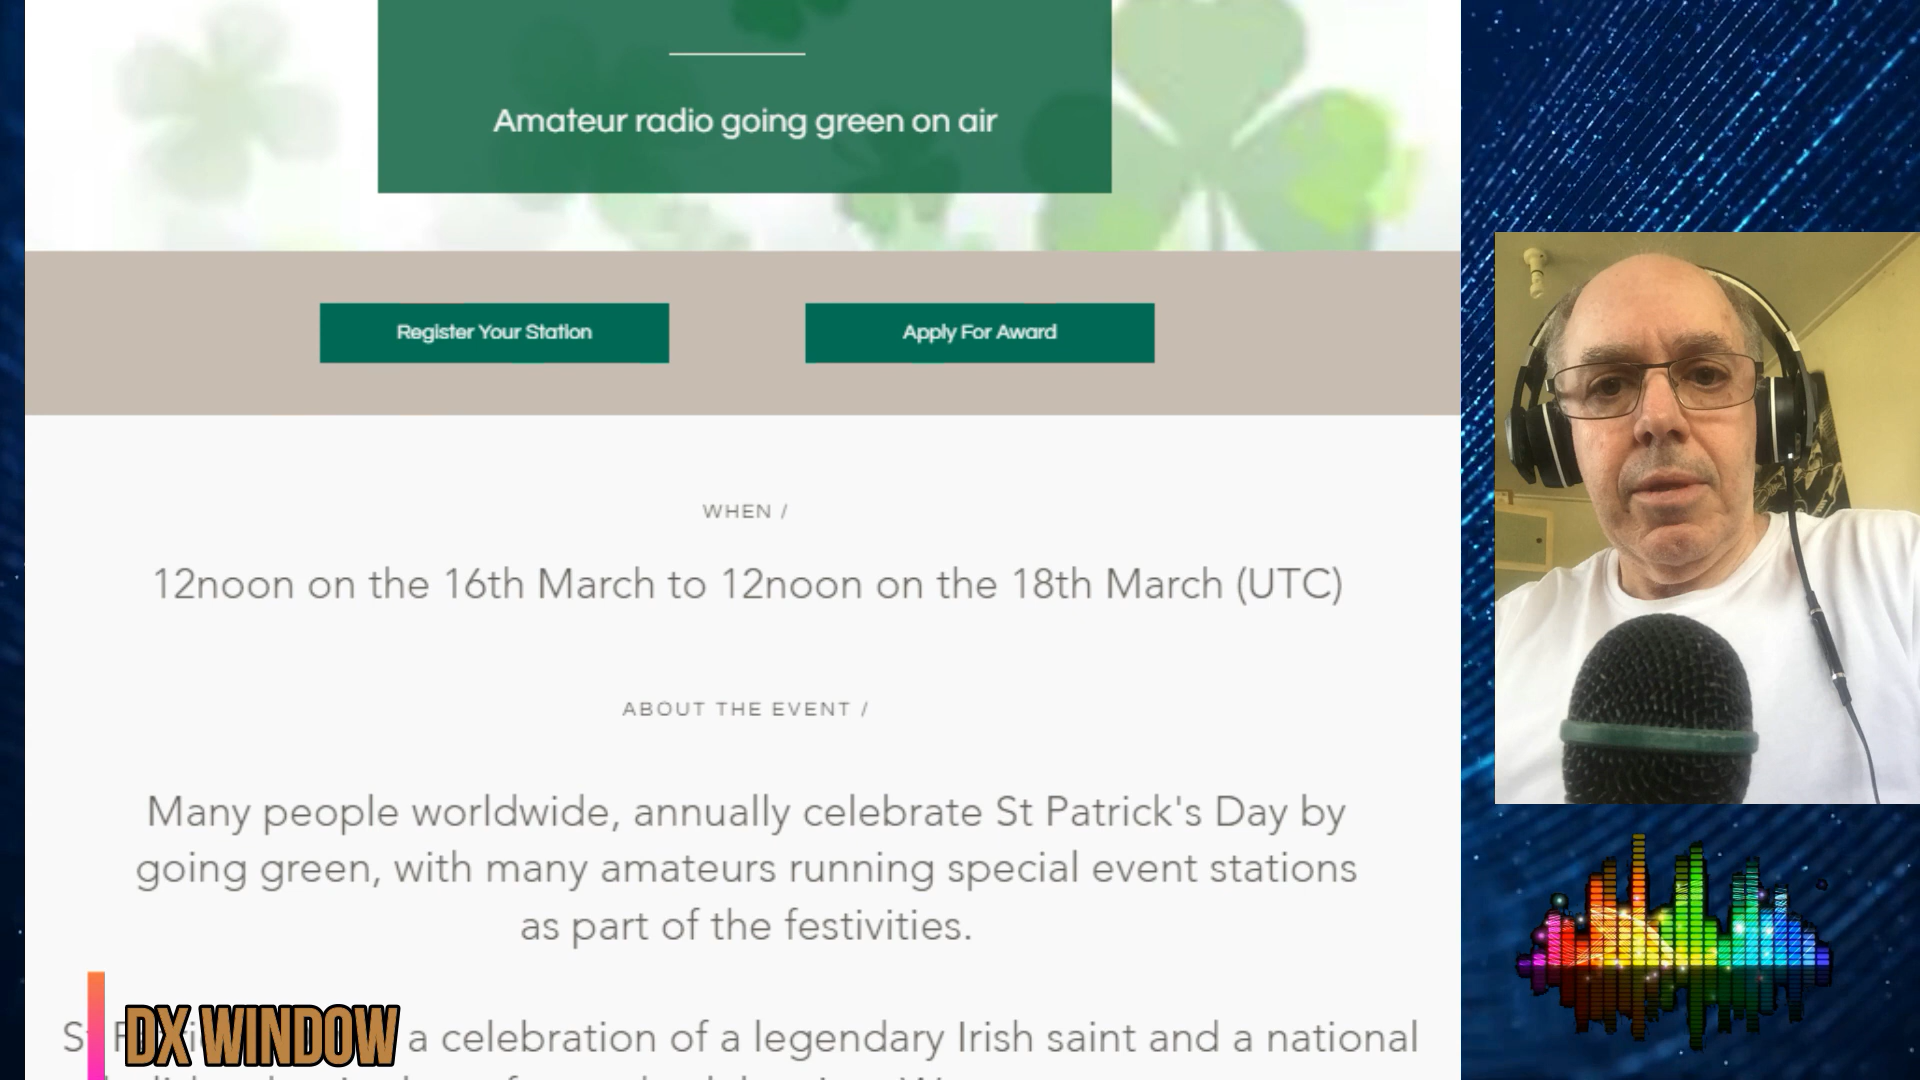 Amateur radio going green on air
Register Your Station
Apply For Award
WHEN /
12noon on the 16th March to 12noon on the 18th March (UTC)
ABOUT THE EVENT /
Many people worldwide, annually celebrate St Patrick's Day by
going green, with many amateurs running special event stations
as part of the festivities.
a celebration of a legendary Irish saint and a national
DX WINDOW